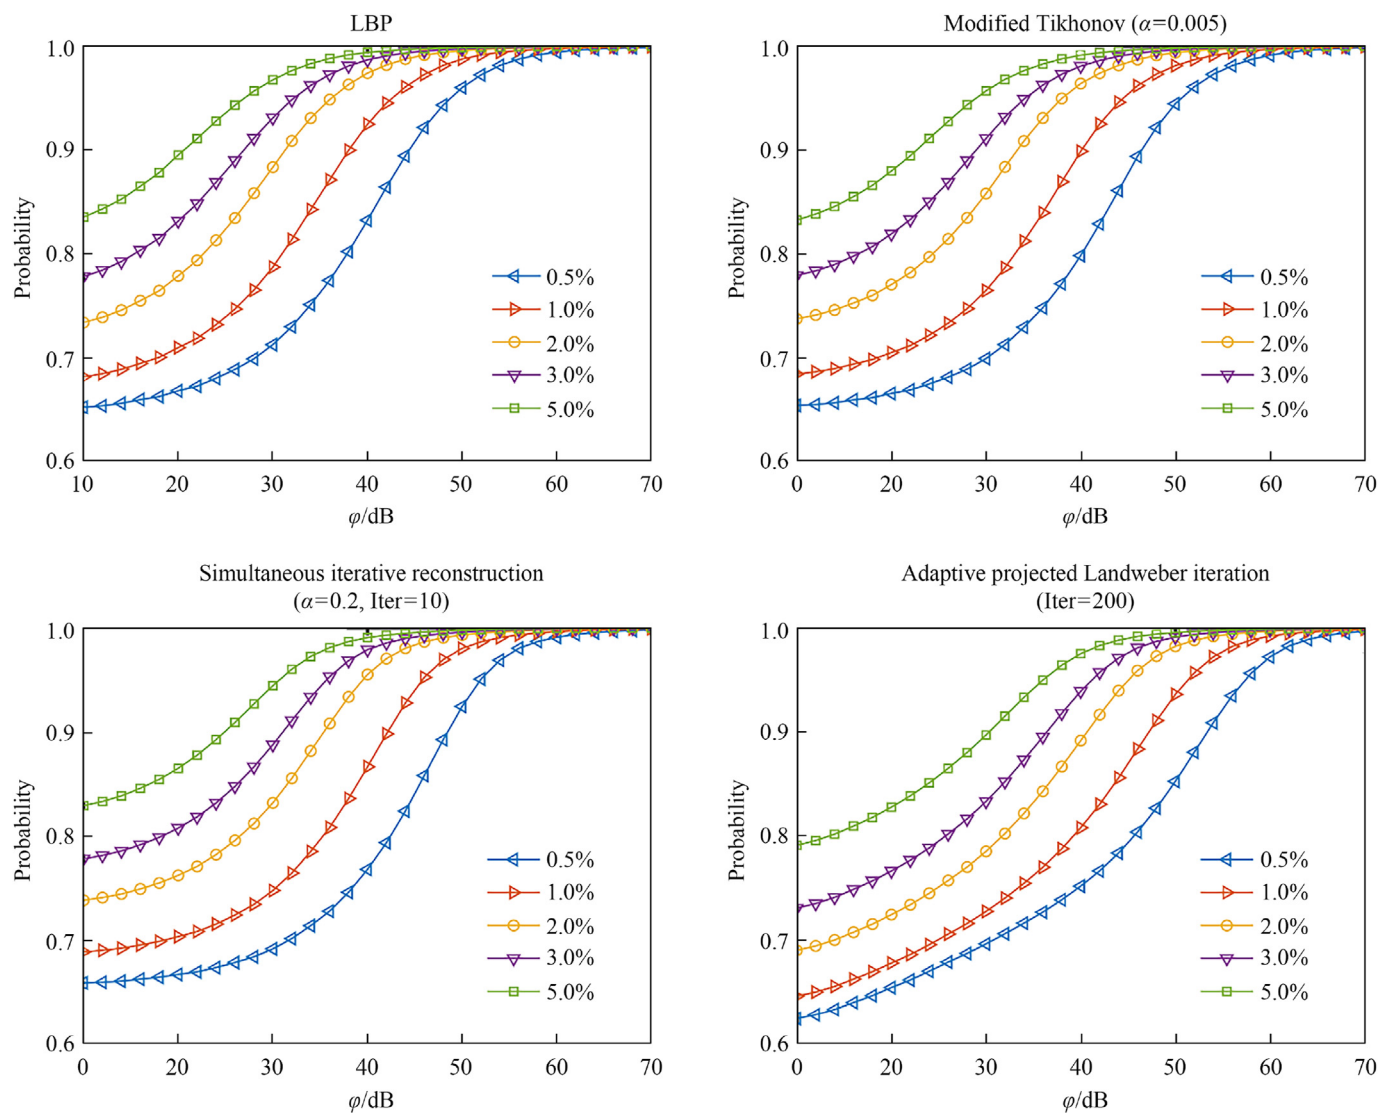 LBP
1.0
0.9
0.8
0.7
0.6
Probability
0.5%
1.0%
2.0%
3.0%
5.0%
10 20 30 40 50 60 70
φ/dB
Modified Tikhonov (α=0.005)
1.0
0.9
0.8
0.7
0.6
Probability
0.5%
1.0%
2.0%
3.0%
5.0%
0 20 30 40 50 60 70
φ/dB
Simultaneous iterative reconstruction
(α=0.2, Iter=10)
1.0
0.9
0.8
0.7
0.6
Probability
0.5%
1.0%
2.0%
3.0%
5.0%
0 20 30 40 50 60 70
φ/dB
Adaptive projected Landweber iteration
(Iter=200)
1.0
0.9
0.8
0.7
0.6
Probability
0.5%
1.0%
2.0%
3.0%
5.0%
0 20 30 40 50 60 70
φ/dB